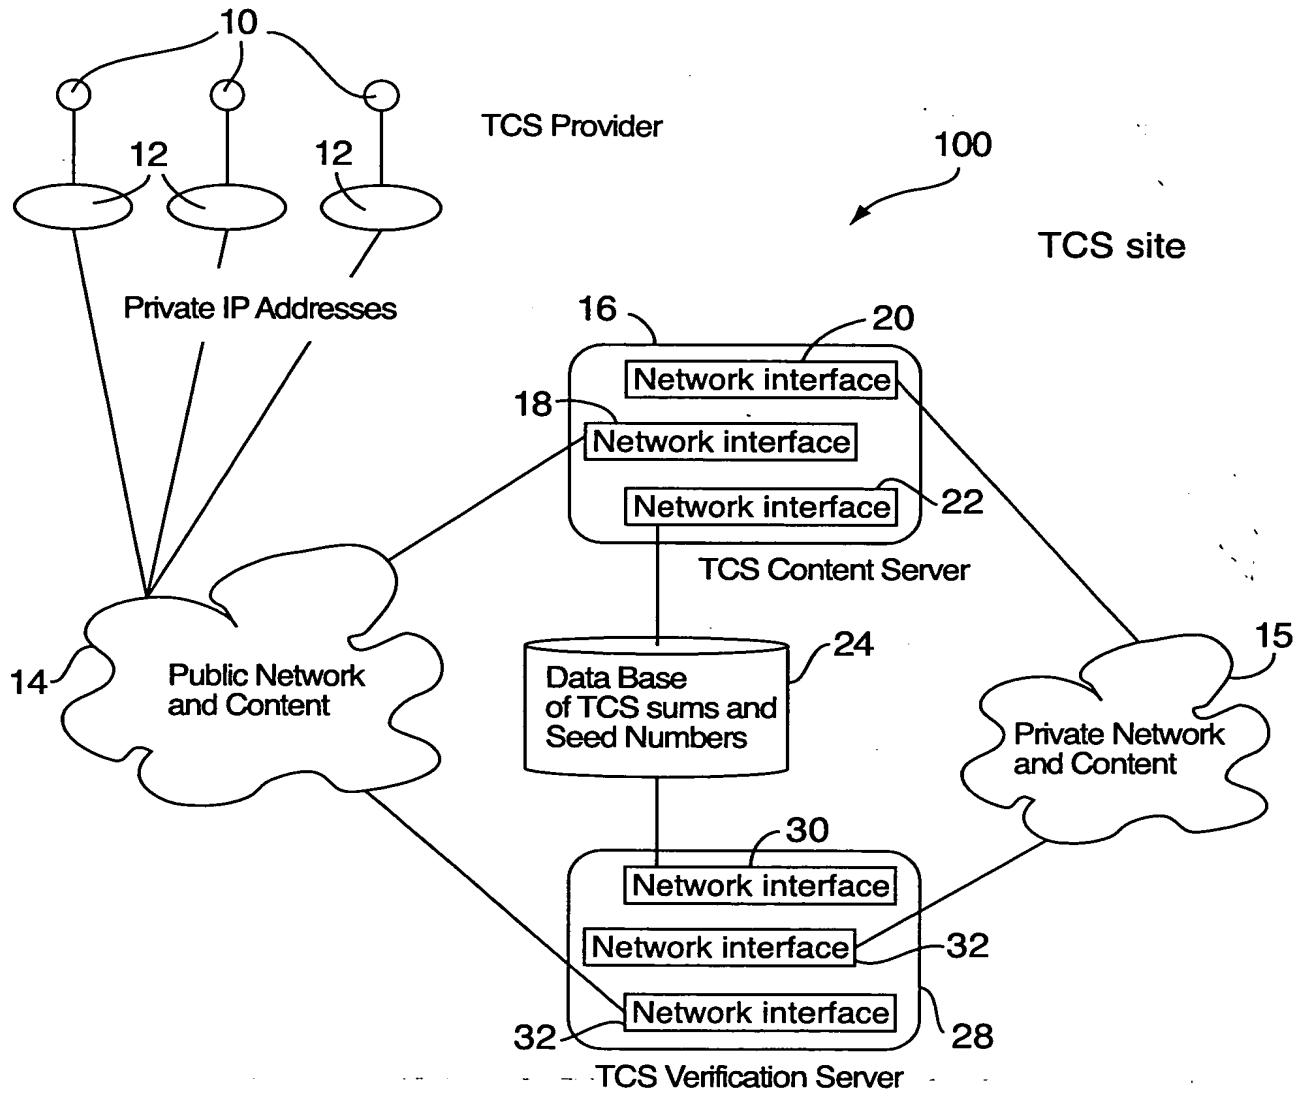 10
TCS Provider
12
12
100
TCS site
Private IP Addresses
16
20
Network interface
18
Network interface
Network interface
22
TCS Content Server
14
Public Network
and Content
24
Data Base
of TCS sums and
Seed Numbers
15
Private Network
and Content
30
Network interface
Network interface
32
Network interface
32
28
TCS Verification Server